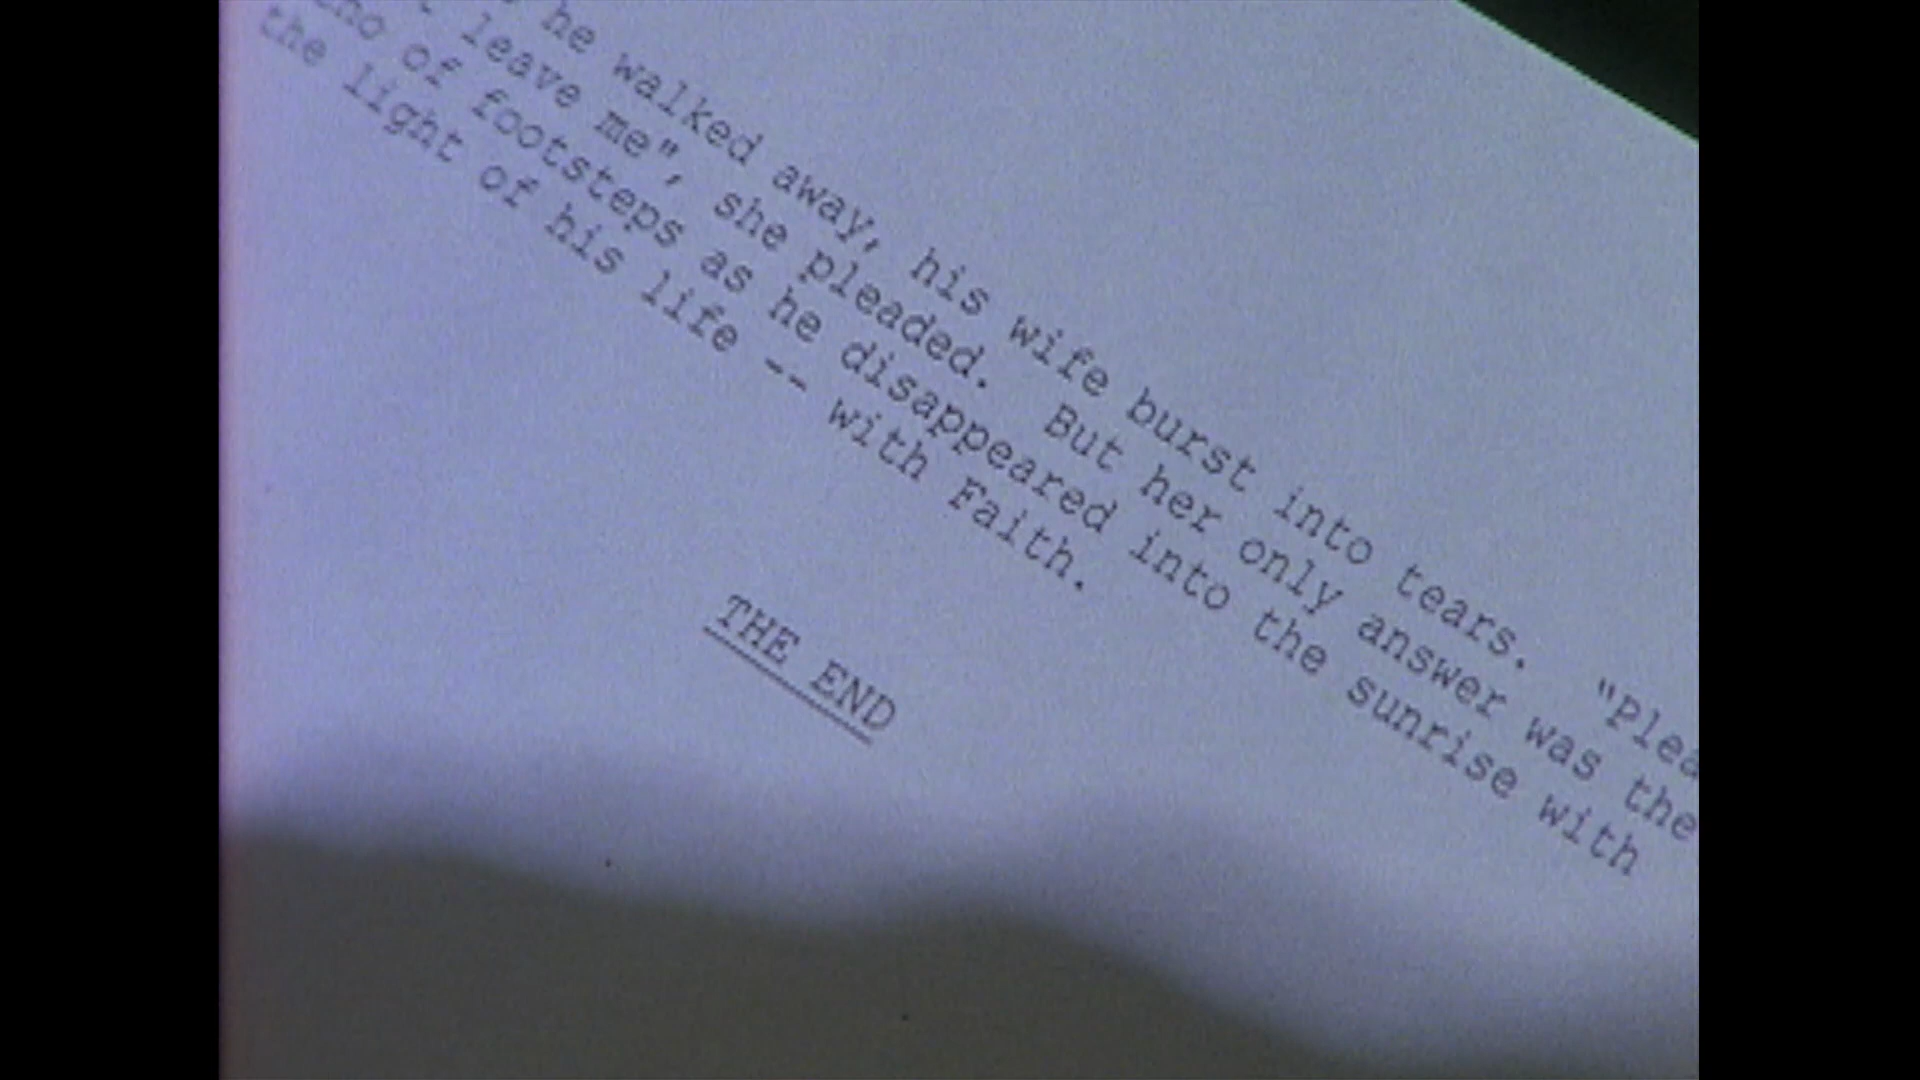 he walked away, his wife burst into tears. "Plea
leave me", she pleaded. But her only answer was the
of footsteps as he disappeared into the sunrise with
the light of his life -- with Faith.
THE END